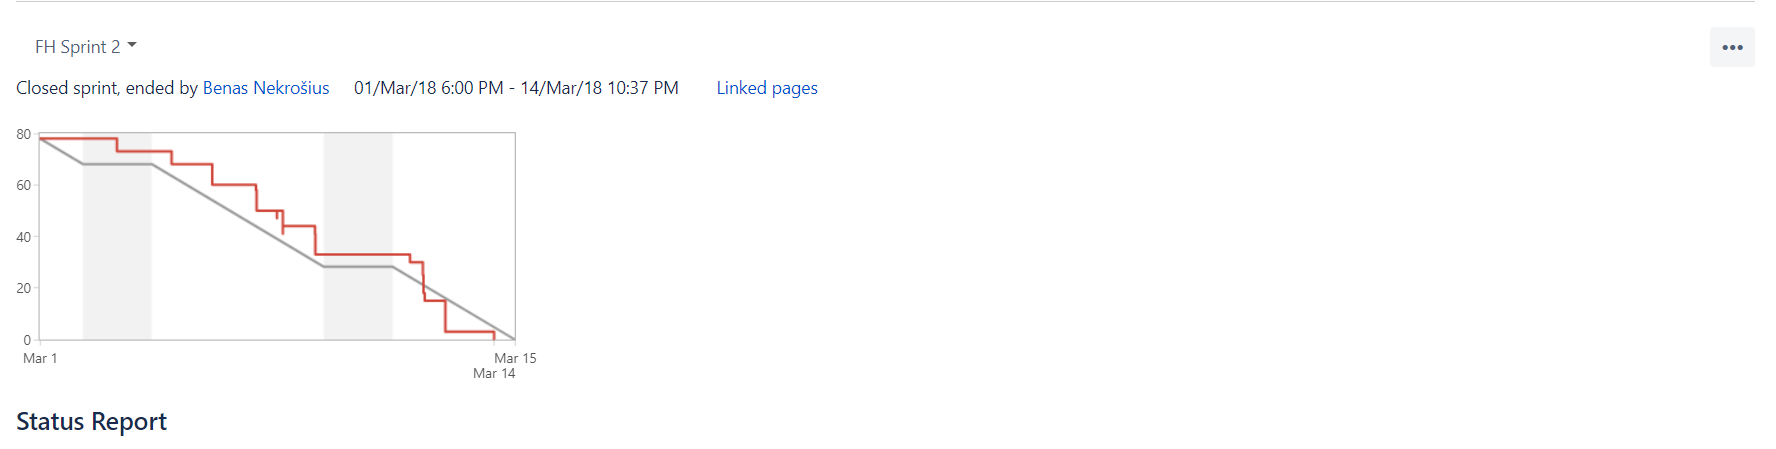 FH Sprint 2
•••
Closed sprint, ended by Benas Nekrošius 01/Mar/18 6:00 PM - 14/Mar/18 10:37 PM Linked pages
80
60
40
20
0
Mar 1 Mar 15
Mar 14
Status Report